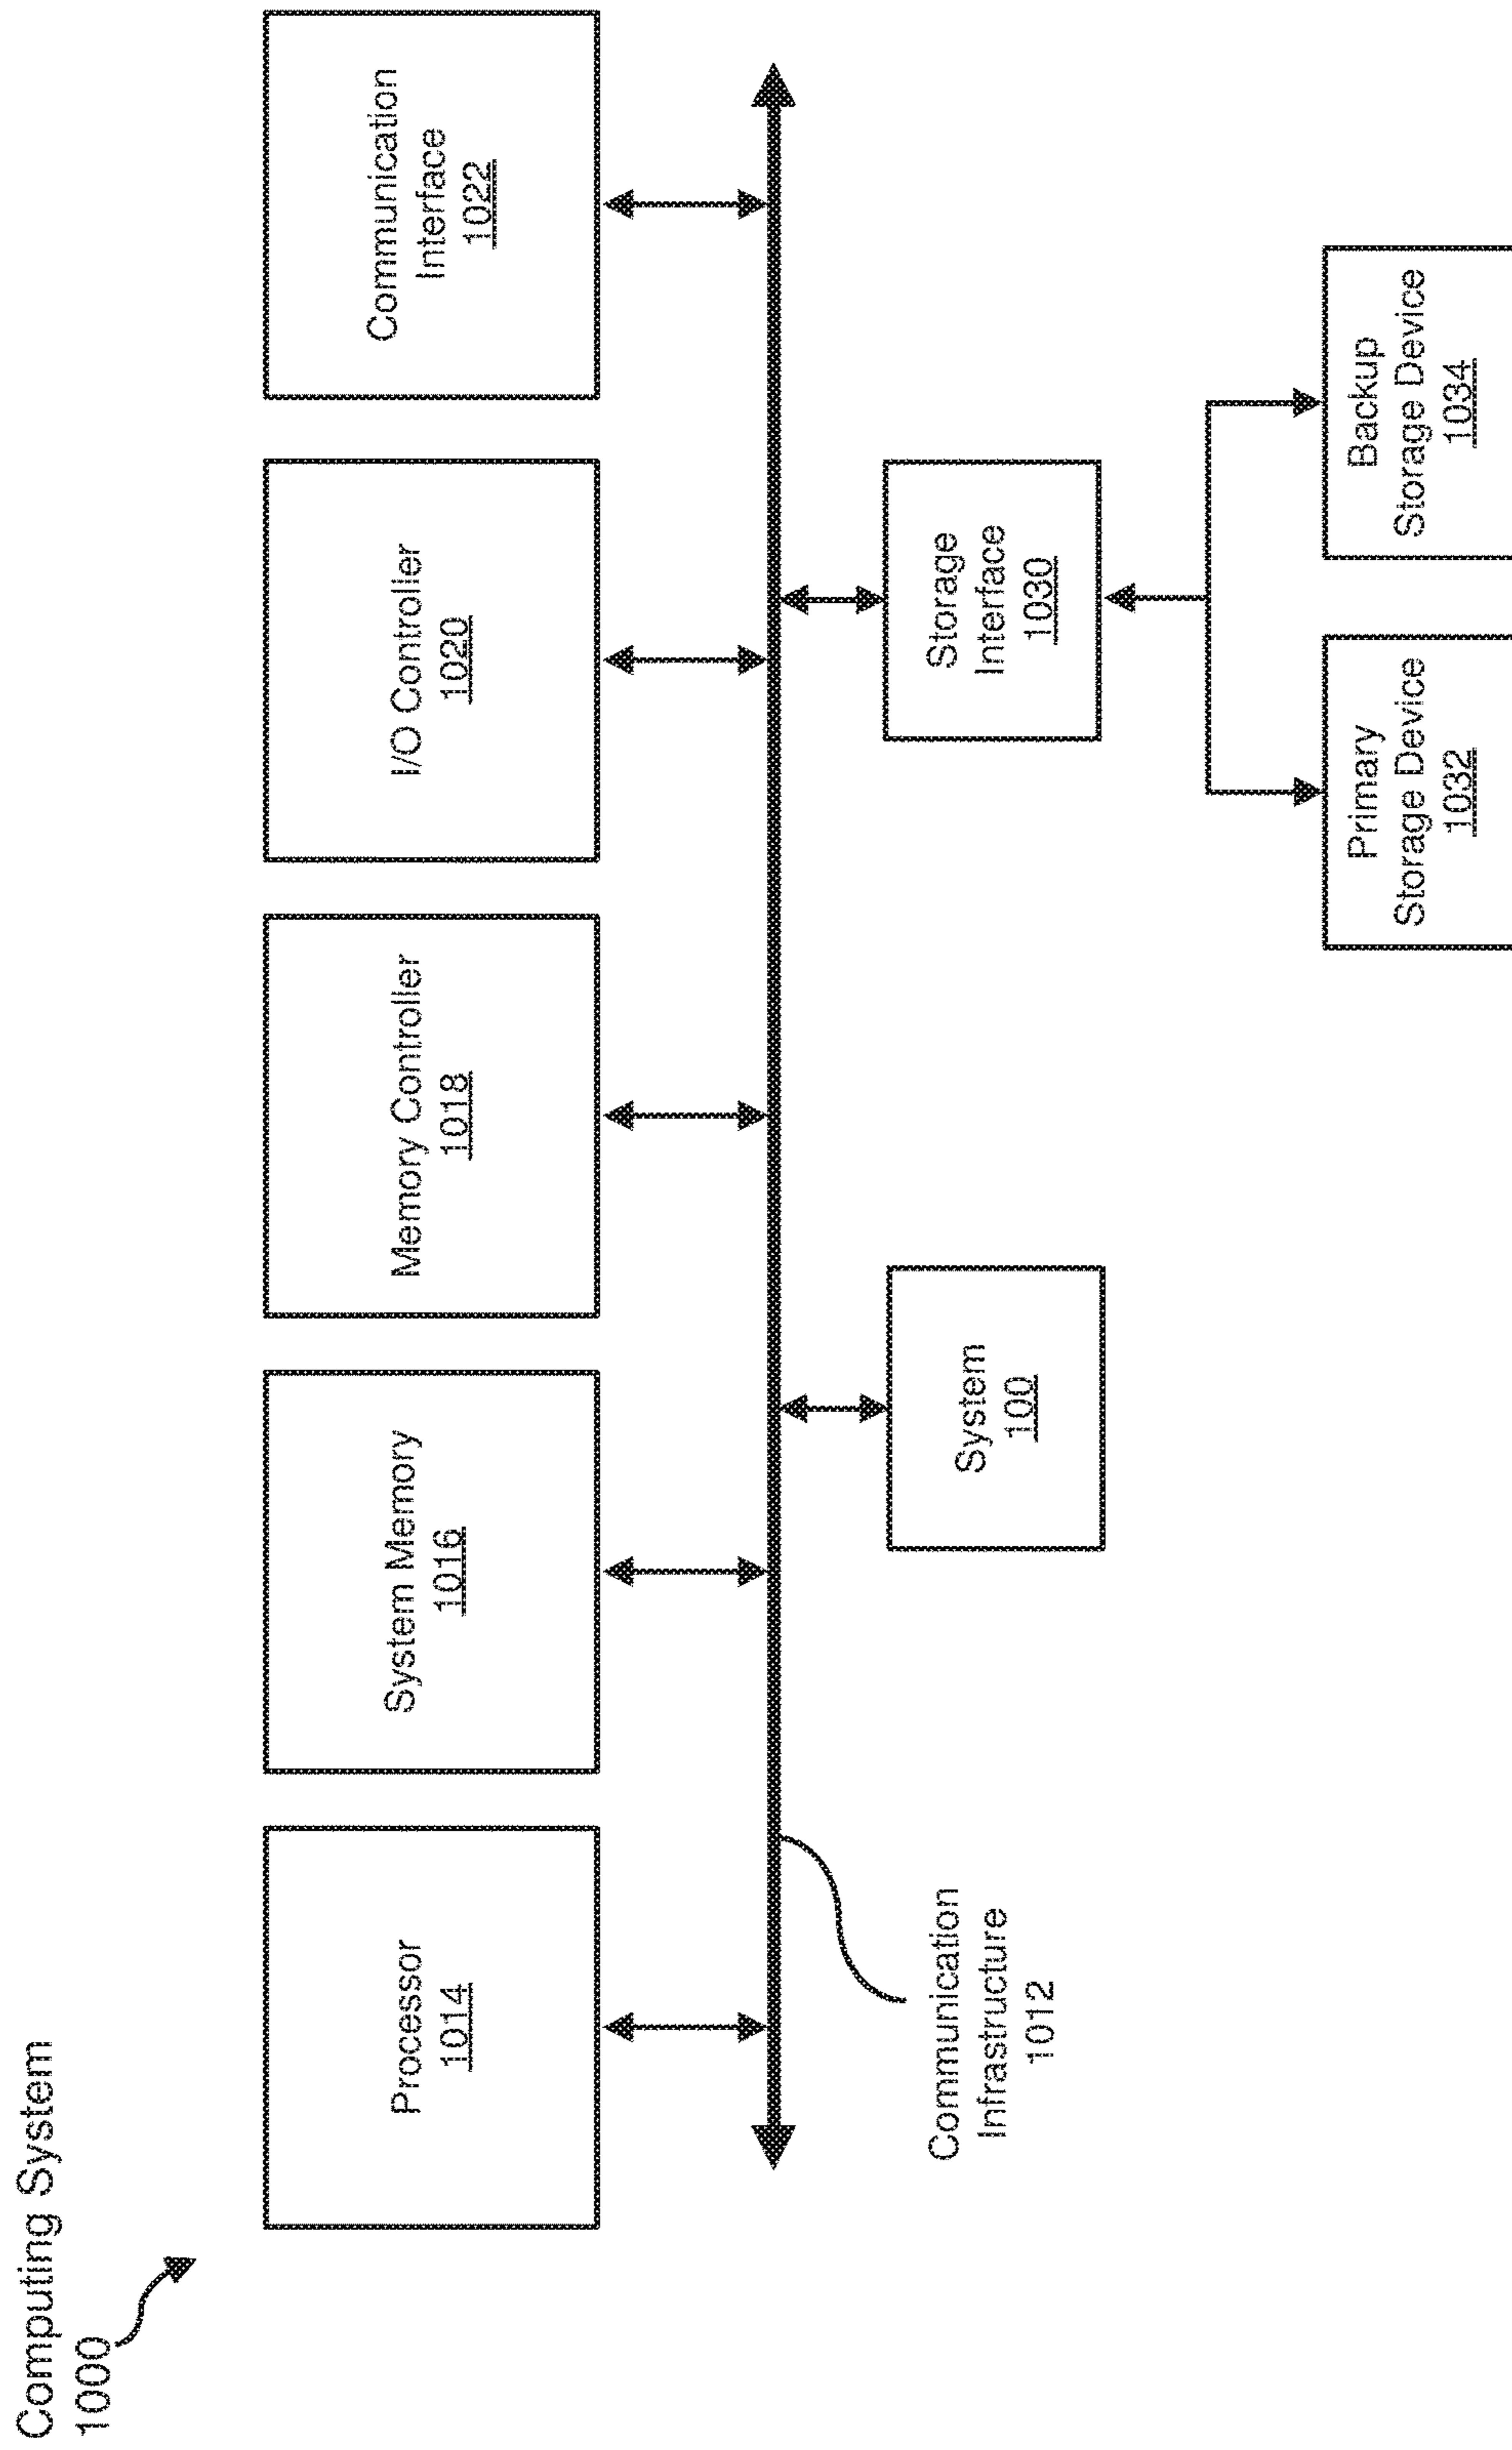 Computing System
1000
Processor
1014
System Memory
1016
Memory Controller
1018
I/O Controller
1020
Communication
Interface
1022
Communication
Infrastructure
1012
System
100
Storage
Interface
1030
Primary
Storage Device
1032
Backup
Storage Device
1034